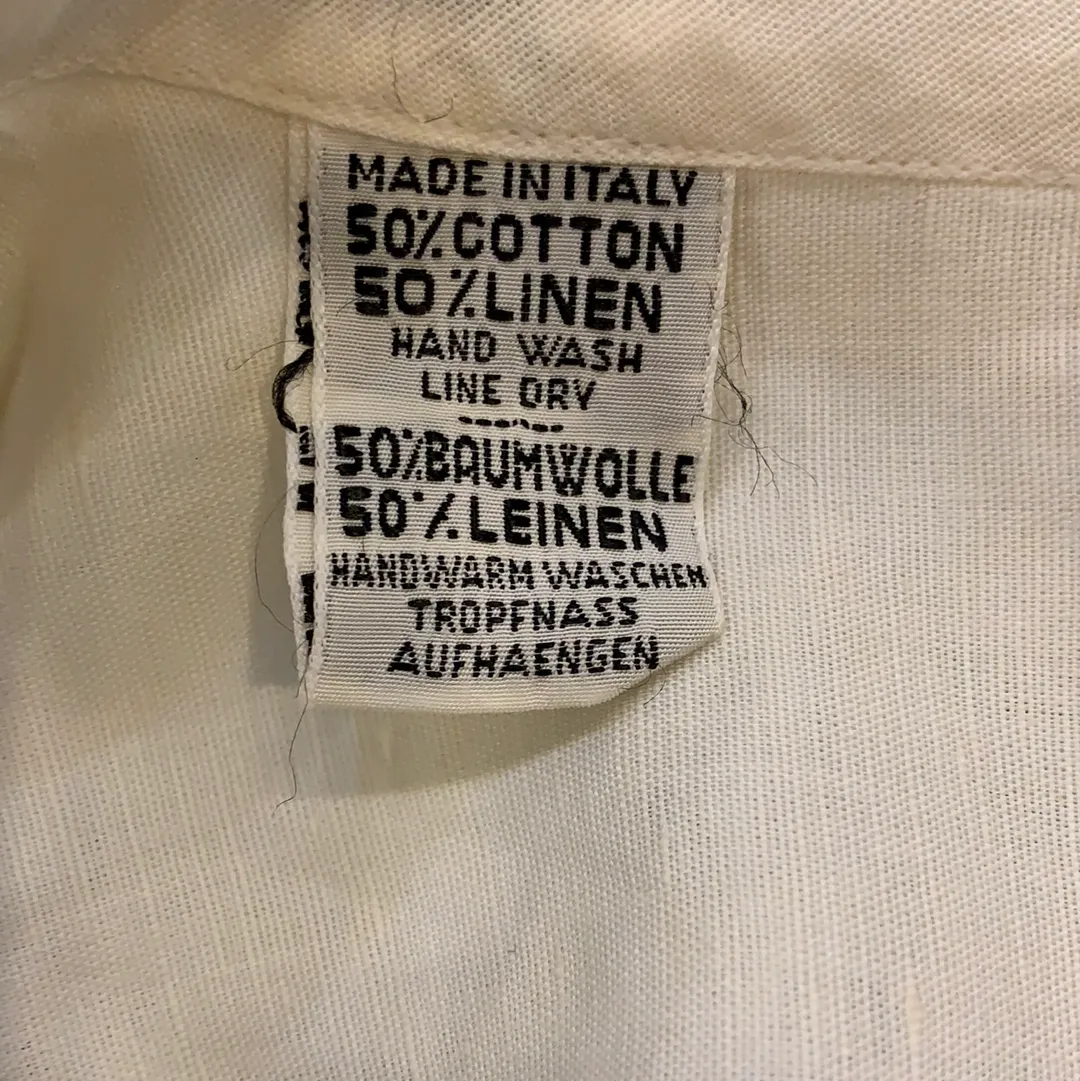 MADE IN ITALY
50% COTTON
50% LINEN
HAND WASH
LINE DRY
50% BAUMWOLLE
50% LEINEN
HANDWARM WASCHEN
TROPFNASS
AUFHAENGEN